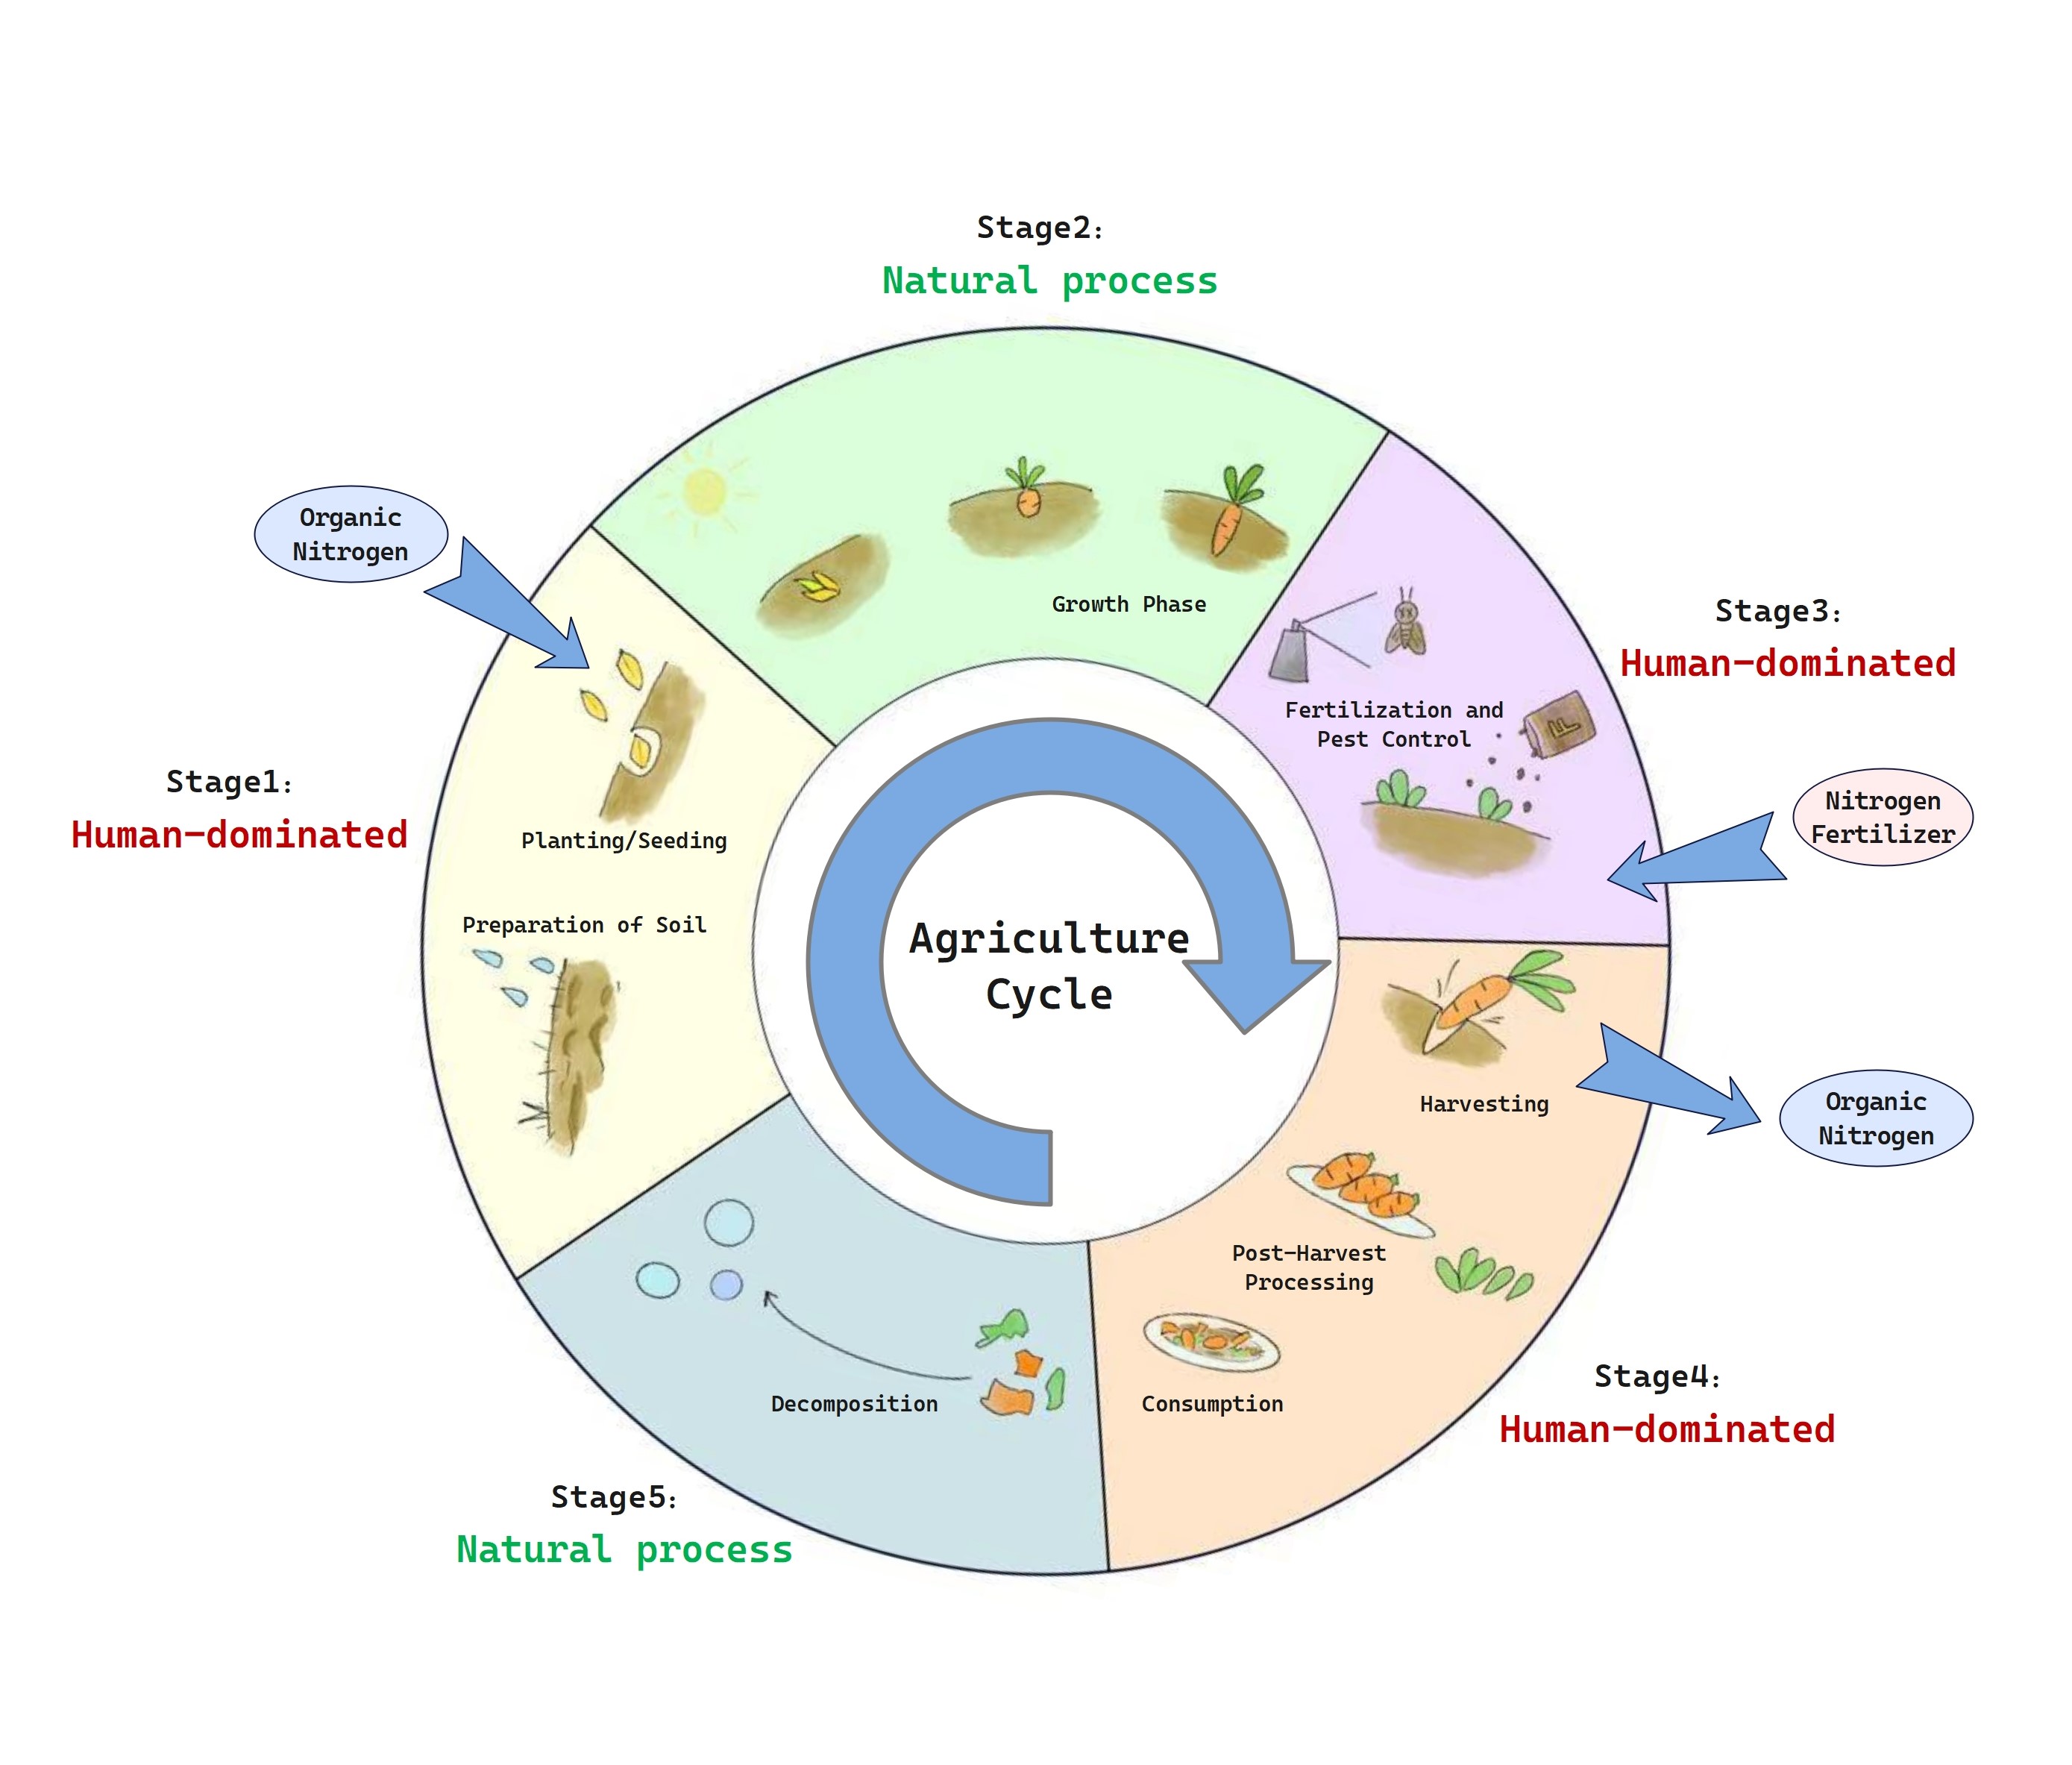 Stage2:
Natural process
Organic
Nitrogen
Growth Phase
Stage3:
Human-dominated
Fertilization and
Pest Control
F
Nitrogen
Fertilizer
Stage1:
Human-dominated
Planting/Seeding
Preparation of Soil
Agriculture
Cycle
Harvesting
Organic
Nitrogen
Post-Harvest
Processing
Consumption
Stage4:
Human-dominated
Decomposition
Stage5:
Natural process